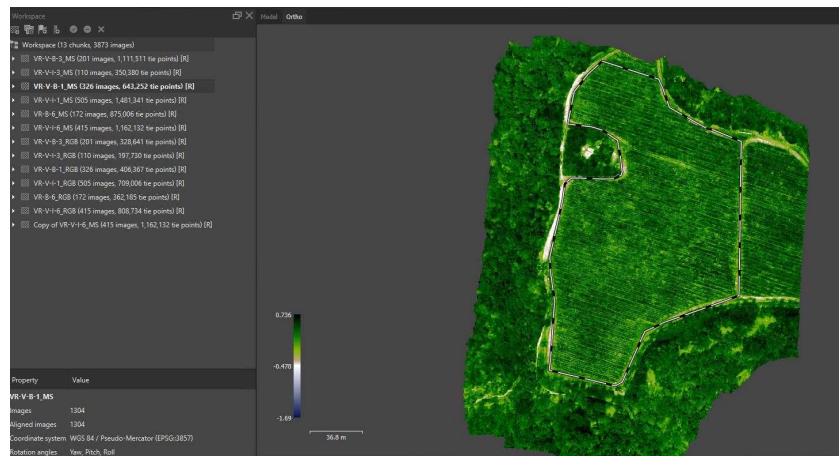 Workspace
Model Ortho
Workspace (13 chunks, 3873 images)
VR-V-B-3_MS (201 images, 1,111,511 tie points) [R]
VR-V-I-3_MS (110 images, 350,380 tie points) [R]
VR-V-B-1_MS (326 images, 643,252 tie points) [R]
VR-V-I-1_MS (505 images, 1,481,341 tie points) [R]
VR-B-6_MS (172 images, 875,006 tie points) [R]
VR-V-I-6_MS (415 images, 1,162,132 tie points) [R]
VR-V-B-3_RGB (201 images, 328,641 tie points) [R]
VR-V-I-3_RGB (110 images, 197,730 tie points) [R]
VR-V-B-1_RGB (326 images, 406,367 tie points) [R]
VR-V-I-1_RGB (505 images, 709,006 tie points) [R]
VR-B-6_RGB (172 images, 362,185 tie points) [R]
VR-V-I-6_RGB (415 images, 808,734 tie points) [R]
Copy of VR-V-I-6_MS (415 images, 1,162,132 tie points) [R]
0.736
-0.478
-1.69
36.8 m
Property Value
VR-V-B-1_MS
Images 1304
Aligned images 1304
Coordinate system WGS 84 / Pseudo-Mercator (EPSG:3857)
Rotation angles Yaw, Pitch, Roll